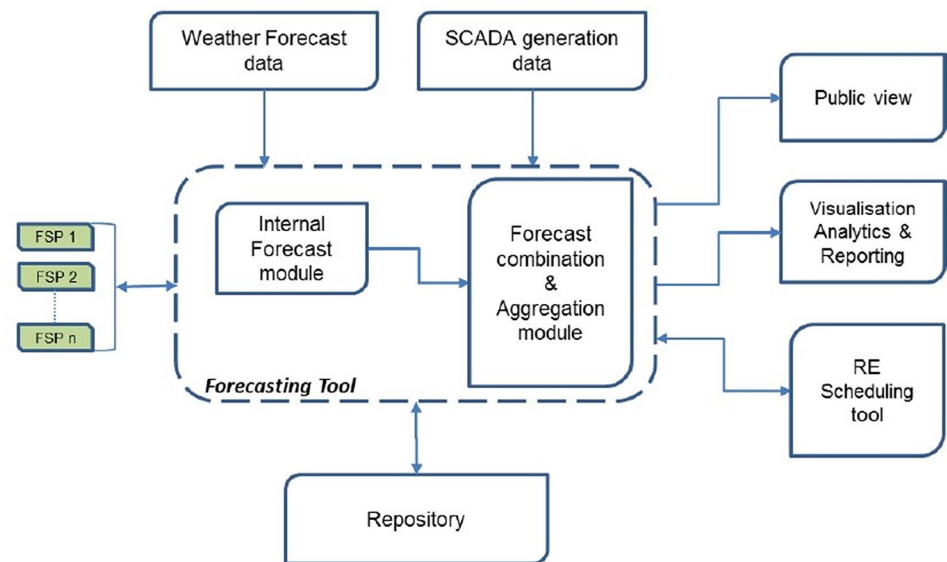 Weather Forecast
data
SCADA generation
data
Public view
Visualisation
Analytics &
Reporting
RE
Scheduling
tool
FSP 1
FSP 2
FSP n
Internal
Forecast
module
Forecast
combination
&
Aggregation
module
Forecasting Tool
Repository